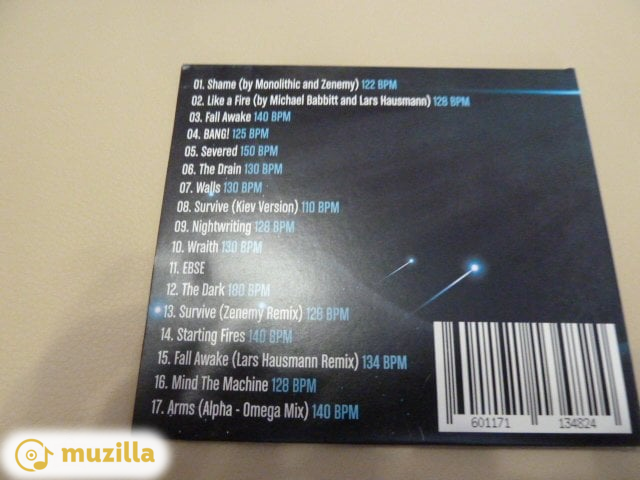 01. Shame (by Monolithic and Zenemy) 122 BPM
02. Like a Fire (by Michael Babbitt and Lars Hausmann) 128 BPM
03. Fall Awake 140 BPM
04. BANG! 125 BPM
05. Severed 150 BPM
06. The Drain 130 BPM
07. Walls 130 BPM
08. Survive (Kiev Version) 110 BPM
09. Nightwriting 128 BPM
10. Wraith 130 BPM
11. EBSE
12. The Dark 180 BPM
13. Survive (Zenemy Remix) 126 BPM
14. Starting Fires 140 BPM
15. Fall Awake (Lars Hausmann Remix) 134 BPM
16. Mind The Machine 128 BPM
17. Arms (Alpha - Omega Mix) 140 BPM
601171 134824
muzilla